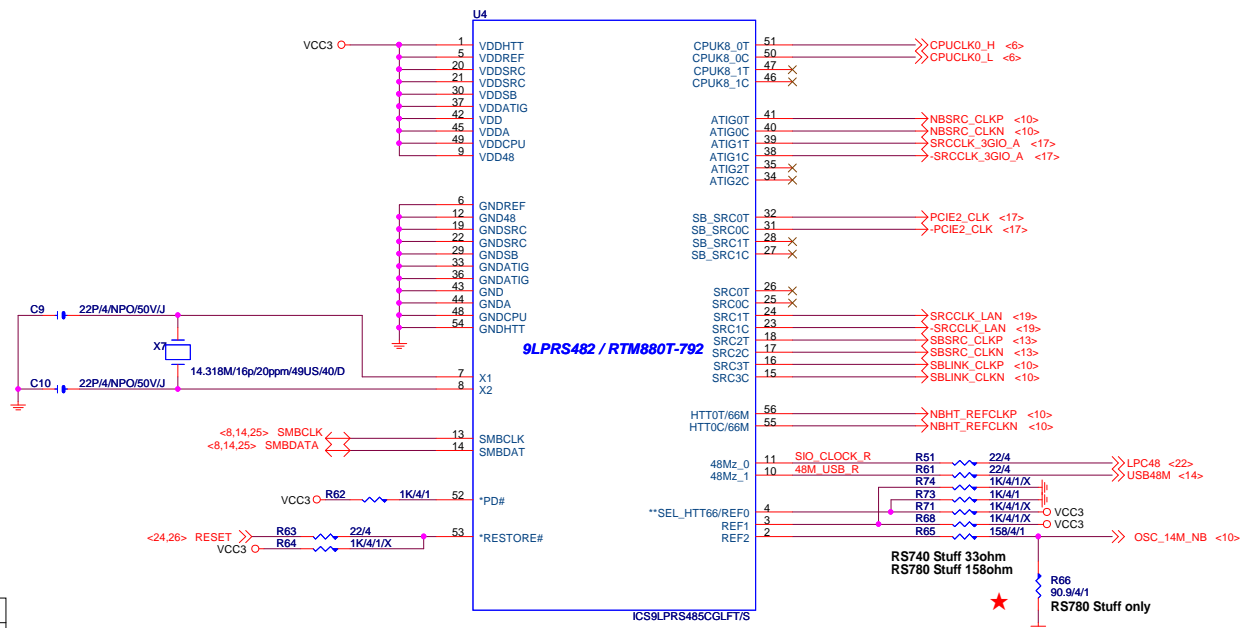 U4
VCC3
1 VDDHTT
5 VDDREF
20 VDDSRC
21 VDDSRC
30 VDDSB
37 VDDATIG
42 VDD
45 VDDA
49 VDDCPU
9 VDD48
6 GNDREF
12 GND48
19 GNDSRC
22 GNDSRC
29 GNDSB
33 GNDATIG
36 GNDATIG
43 GND
44 GNDA
48 GNDCPU
54 GNDHTT
C9 22P/4/NPO/50V/J
X7
14.318M/16p/20ppm/49US/40/D
C10 22P/4/NPO/50V/J
7 X1
8 X2
<8,14,25> SMBCLK 13 SMBCLK
<8,14,25> SMBDATA 14 SMBDAT
VCC3 R62 1K/4/1 52 *PD#
<24,26> RESET R63 22/4 53 *RESTORE#
VCC3 R64 1K/4/1/X
9LPRS482 / RTM880T-792
CPUK8_0T 51 CPUCLK0_H <6>
CPUK8_0C 50 CPUCLK0_L <6>
CPUK8_1T 47
CPUK8_1C 46
ATIG0T 41 NBSRC_CLKP <10>
ATIG0C 40 NBSRC_CLKN <10>
ATIG1T 39 SRCCLK_3GIO_A <17>
ATIG1C 38 -SRCCLK_3GIO_A <17>
ATIG2T 35
ATIG2C 34
SB_SRC0T 32 PCIE2_CLK <17>
SB_SRC0C 31 -PCIE2_CLK <17>
SB_SRC1T 28
SB_SRC1C 27
SRC0T 26
SRC0C 25
SRC1T 24 SRCCLK_LAN <19>
SRC1C 23 -SRCCLK_LAN <19>
SRC2T 18 SBSRC_CLKP <13>
SRC2C 17 SBSRC_CLKN <13>
SRC3T 16 SBLINK_CLKP <10>
SRC3C 15 SBLINK_CLKN <10>
HTT0T/66M 56 NBHT_REFCLKP <10>
HTT0C/66M 55 NBHT_REFCLKN <10>
48Mz_0 11 SIO_CLOCK_R R51 22/4 LPC48 <22>
48Mz_1 10 48M_USB_R R61 22/4 USB48M <14>
R74 1K/4/1/X
R73 1K/4/1
**SEL_HTT66/REF0 4 R71 1K/4/1/X VCC3
REF1 3 R68 1K/4/1/X VCC3
REF2 2 R65 158/4/1 OSC_14M_NB <10>
RS740 Stuff 33ohm
RS780 Stuff 158ohm
R66
90.9/4/1
RS780 Stuff only
ICS9LPRS485CGLFT/S